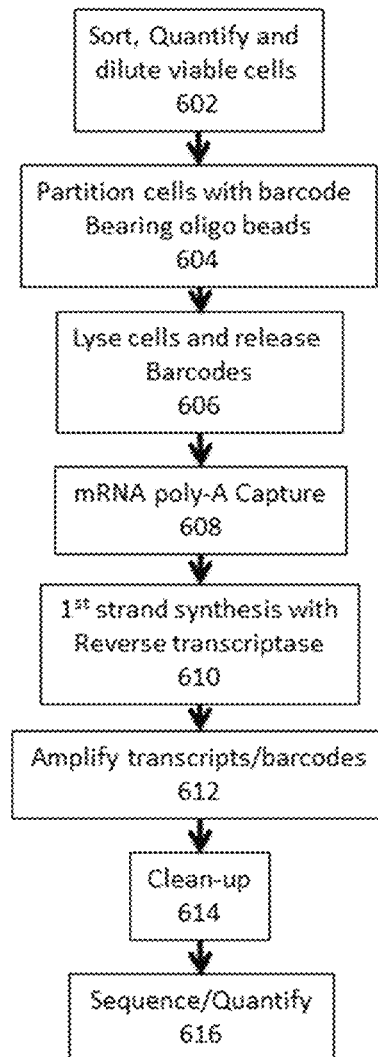 Sort, Quantify and
dilute viable cells
602
Partition cells with barcode
Bearing oligo beads
604
Lyse cells and release
Barcodes
606
mRNA poly-A Capture
608
1st strand synthesis with
Reverse transcriptase
610
Amplify transcripts/barcodes
612
Clean-up
614
Sequence/Quantify
616